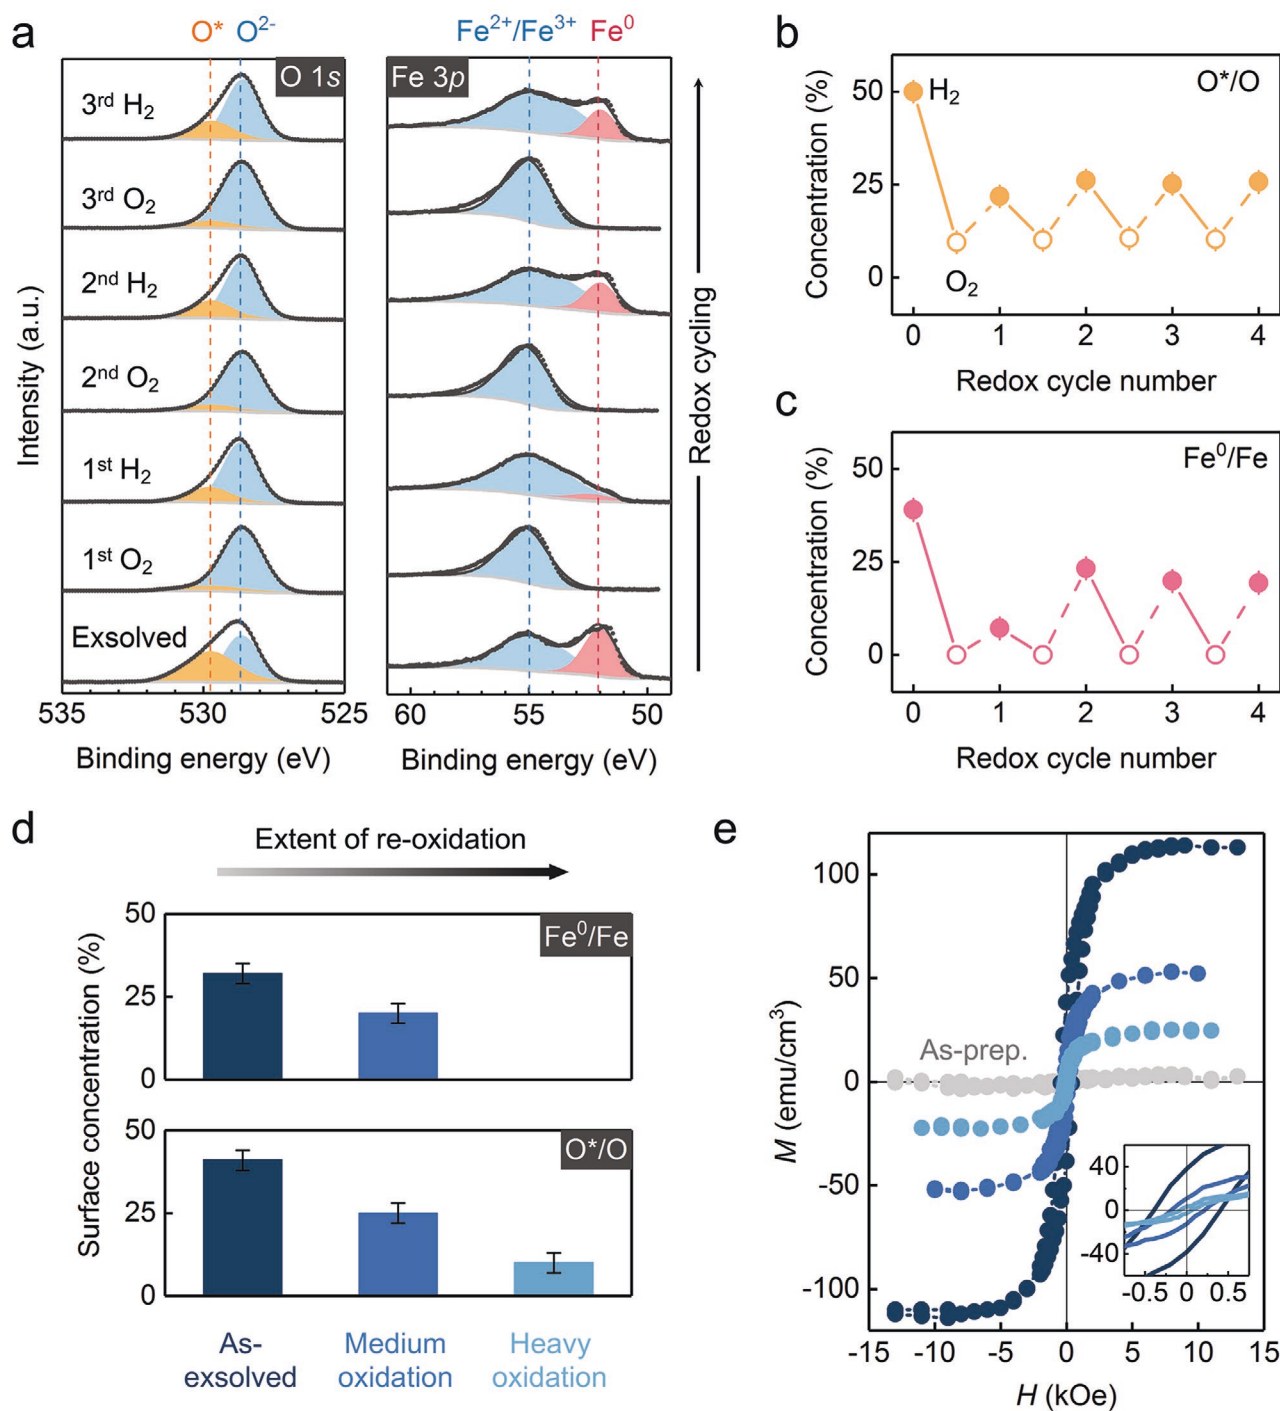 a
O* O²⁻
Fe²⁺/Fe³⁺ Fe⁰
O 1s
Fe 3p
3ʳᵈ H₂
3ʳᵈ O₂
2ⁿᵈ H₂
2ⁿᵈ O₂
1ˢᵗ H₂
1ˢᵗ O₂
Exsolved
Intensity (a.u.)
Redox cycling
535 530 525
60 55 50
Binding energy (eV)
Binding energy (eV)
b
O*/O
H₂
O₂
50
25
0
Concentration (%)
0 1 2 3 4
Redox cycle number
c
Fe⁰/Fe
50
25
0
Concentration (%)
0 1 2 3 4
Redox cycle number
d
Extent of re-oxidation
Fe⁰/Fe
50
25
0
O*/O
50
25
0
Surface concentration (%)
As-
exsolved
Medium
oxidation
Heavy
oxidation
e
100
50
0
-50
-100
M (emu/cm³)
As-prep.
40
0
-40
-0.5 0 0.5
-15 -10 -5 0 5 10 15
H (kOe)